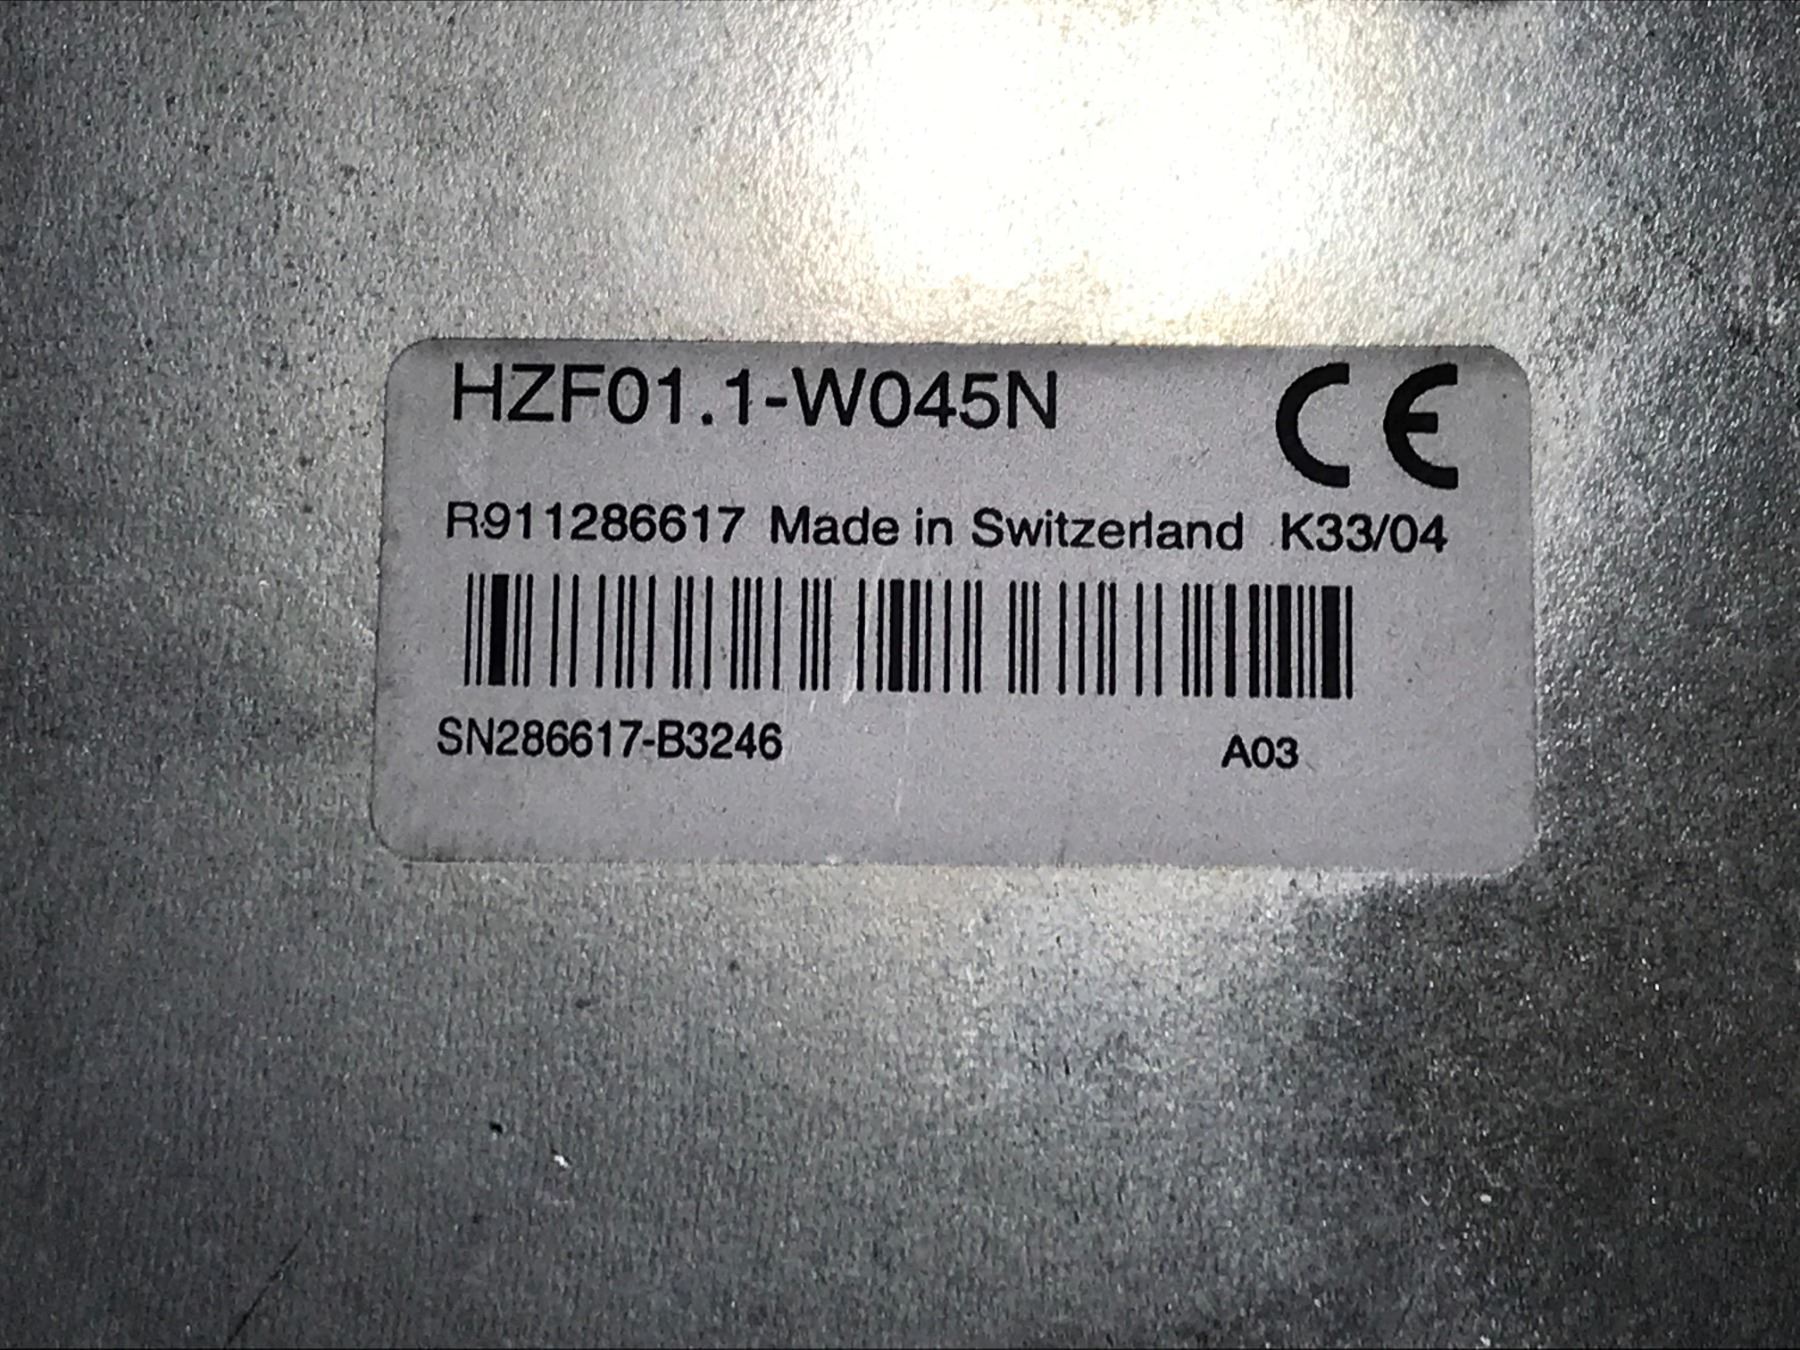 HZF01.1-W045N CE
R911286617 Made in Switzerland K33/04
SN286617-B3246 A03